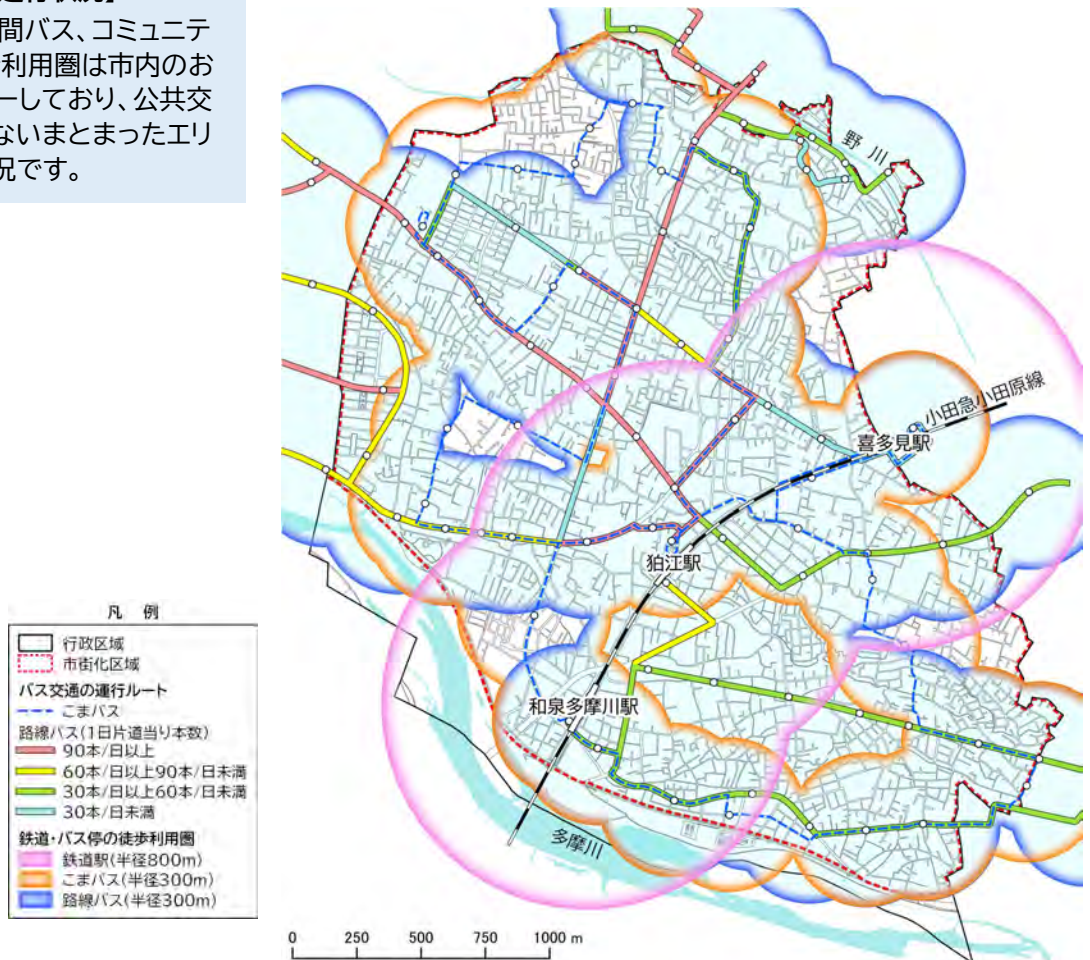 間バス、コミュニテ
利用圏は市内のお
ーしており、公共交
ないまとまったエリ
況です。
野川
小田急小田原線
喜多見駅
狛江駅
和泉多摩川駅
多摩川
凡 例
行政区域
市街化区域
バス交通の運行ルート
こまバス
路線バス(1日片道当り本数)
90本/日以上
60本/日以上90本/日未満
30本/日以上60本/日未満
30本/日未満
鉄道・バス停の徒歩利用圏
鉄道駅(半径800m)
こまバス(半径300m)
路線バス(半径300m)
0 250 500 750 1000 m